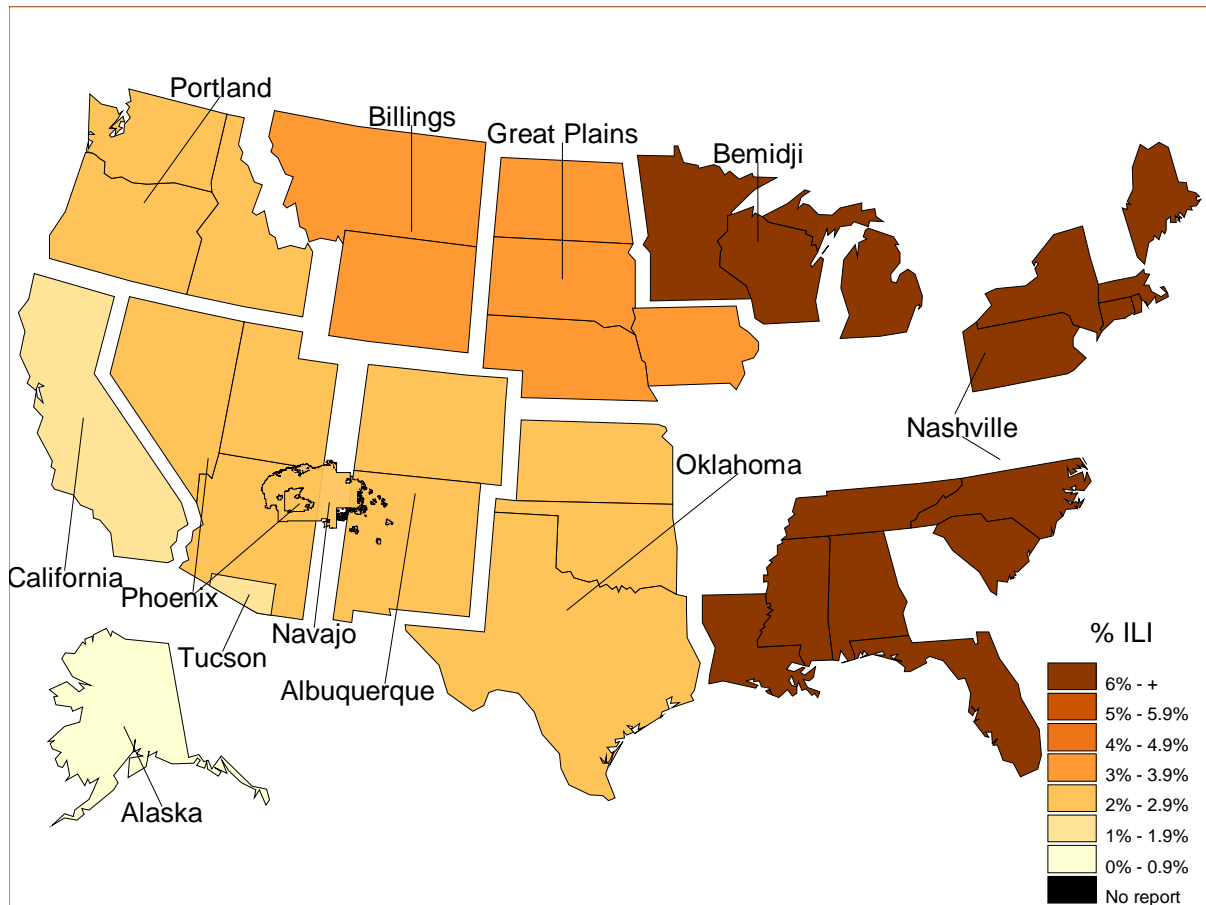 Portland
Billings
Great Plains
Bemidji
Nashville
Oklahoma
California
Phoenix
Navajo
Tucson
Albuquerque
Alaska
% ILI
6% - +
5% - 5.9%
4% - 4.9%
3% - 3.9%
2% - 2.9%
1% - 1.9%
0% - 0.9%
No report